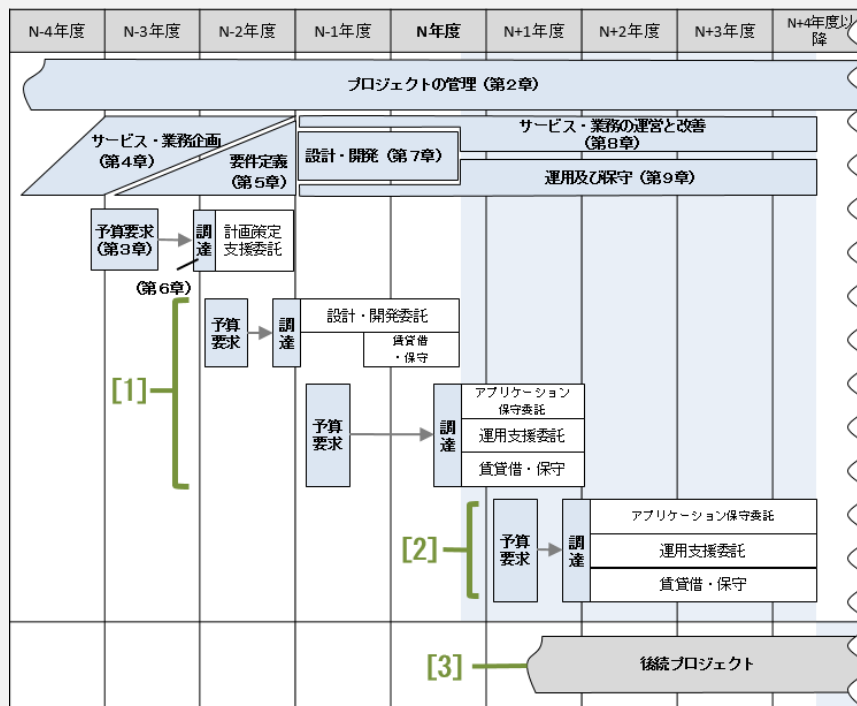 N-4年度
N-3年度
N-2年度
N-1年度
N年度
N+1年度
N+2年度
N+3年度
N+4年度以
降
プロジェクトの管理（第2章）
サービス・業務企画
(第4章)
要件定義
(第5章)
設計・開発（第7章）
サービス・業務の運営と改善
(第8章)
運用及び保守（第9章）
予算要求
(第3章)
調達
計画策定
支援委託
(第6章)
[1]
予算
要求
調達
設計・開発委託
賃貸借
・保守
予算
要求
調達
アプリケーション
保守委託
運用支援委託
賃貸借・保守
[2]
予算
要求
調達
アプリケーション保守委託
運用支援委託
賃貸借・保守
[3]
後続プロジェクト